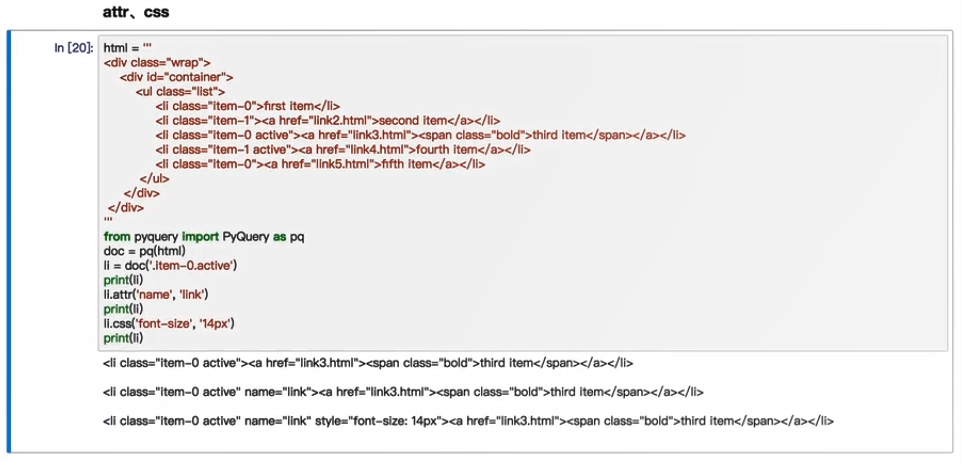 attr、css
In [20]:
html = '''
<div class="wrap">
<div id="container">
<ul class="list">
<li class="item-0">first item</li>
<li class="item-1"><a href="link2.html">second item</a></li>
<li class="item-0 active"><a href="link3.html"><span class="bold">third item</span></a></li>
<li class="item-1 active"><a href="link4.html">fourth item</a></li>
<li class="item-0"><a href="link5.html">fifth item</a></li>
</ul>
</div>
</div>
'''
from pyquery import PyQuery as pq
doc = pq(html)
li = doc('.item-0.active')
print(li)
li.attr('name', 'link')
print(li)
li.css('font-size', '14px')
print(li)
<li class="item-0 active"><a href="link3.html"><span class="bold">third item</span></a></li>
<li class="item-0 active" name="link"><a href="link3.html"><span class="bold">third item</span></a></li>
<li class="item-0 active" name="link" style="font-size: 14px"><a href="link3.html"><span class="bold">third item</span></a></li>